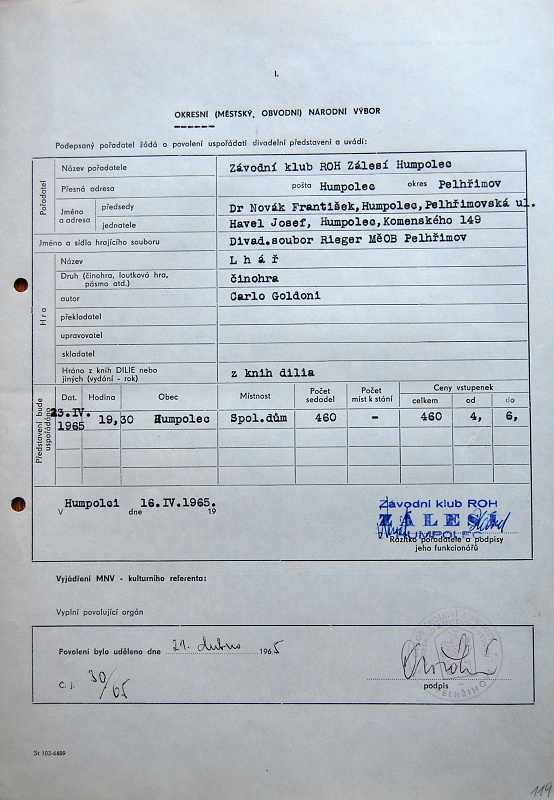 I.
OKRESNÍ (MĚSTSKÝ, OBVODNÍ) NÁRODNÍ VÝBOR
Podepsaný pořadatel žádá o povolení uspořádati divadelní představení a uvádí:
Pořadatel
Název pořadatele Závodní klub ROH Zálesí Humpolec
Přesná adresa pošta Humpolec okres Pelhřimov
Jméno a adresa
předsedy Dr Novák František,Humpolec,Pelhřimovská ul.
jednatele Havel Josef, Humpolec,Komenského 149
Jméno a sídlo hrajícího souboru Divad.soubor Rieger MěOB Pelhřimov
Hra
Název L h á ř
Druh (činohra, loutková hra, pásmo atd.) činohra
autor Carlo Goldoni
překladatel
upravovatel
skladatel
Hráno z knih DILIE nebo jiných (vydání - rok) z knih dilia
Představení bude uspořádáno
Dat. Hodina Obec Místnost Počet sedadel Počet míst k stání Ceny vstupenek
celkem od do
23.IV. 1965 19,30 Humpolec Spol.dům 460 - 460 4, 6,
V Humpolci dne 16.IV.1965. 19
Závodní klub ROH
ZÁLESÍ
HUMPOLEC
Razítko pořadatele a podpisy
jeho funkcionářů
Vyjádření MNV - kulturního referenta:
Vyplní povolující orgán
Povolení bylo uděleno dne 21. dubna 1965
Č. j. 30/65
podpis
PELHŘIMOV
St 103-6489
119